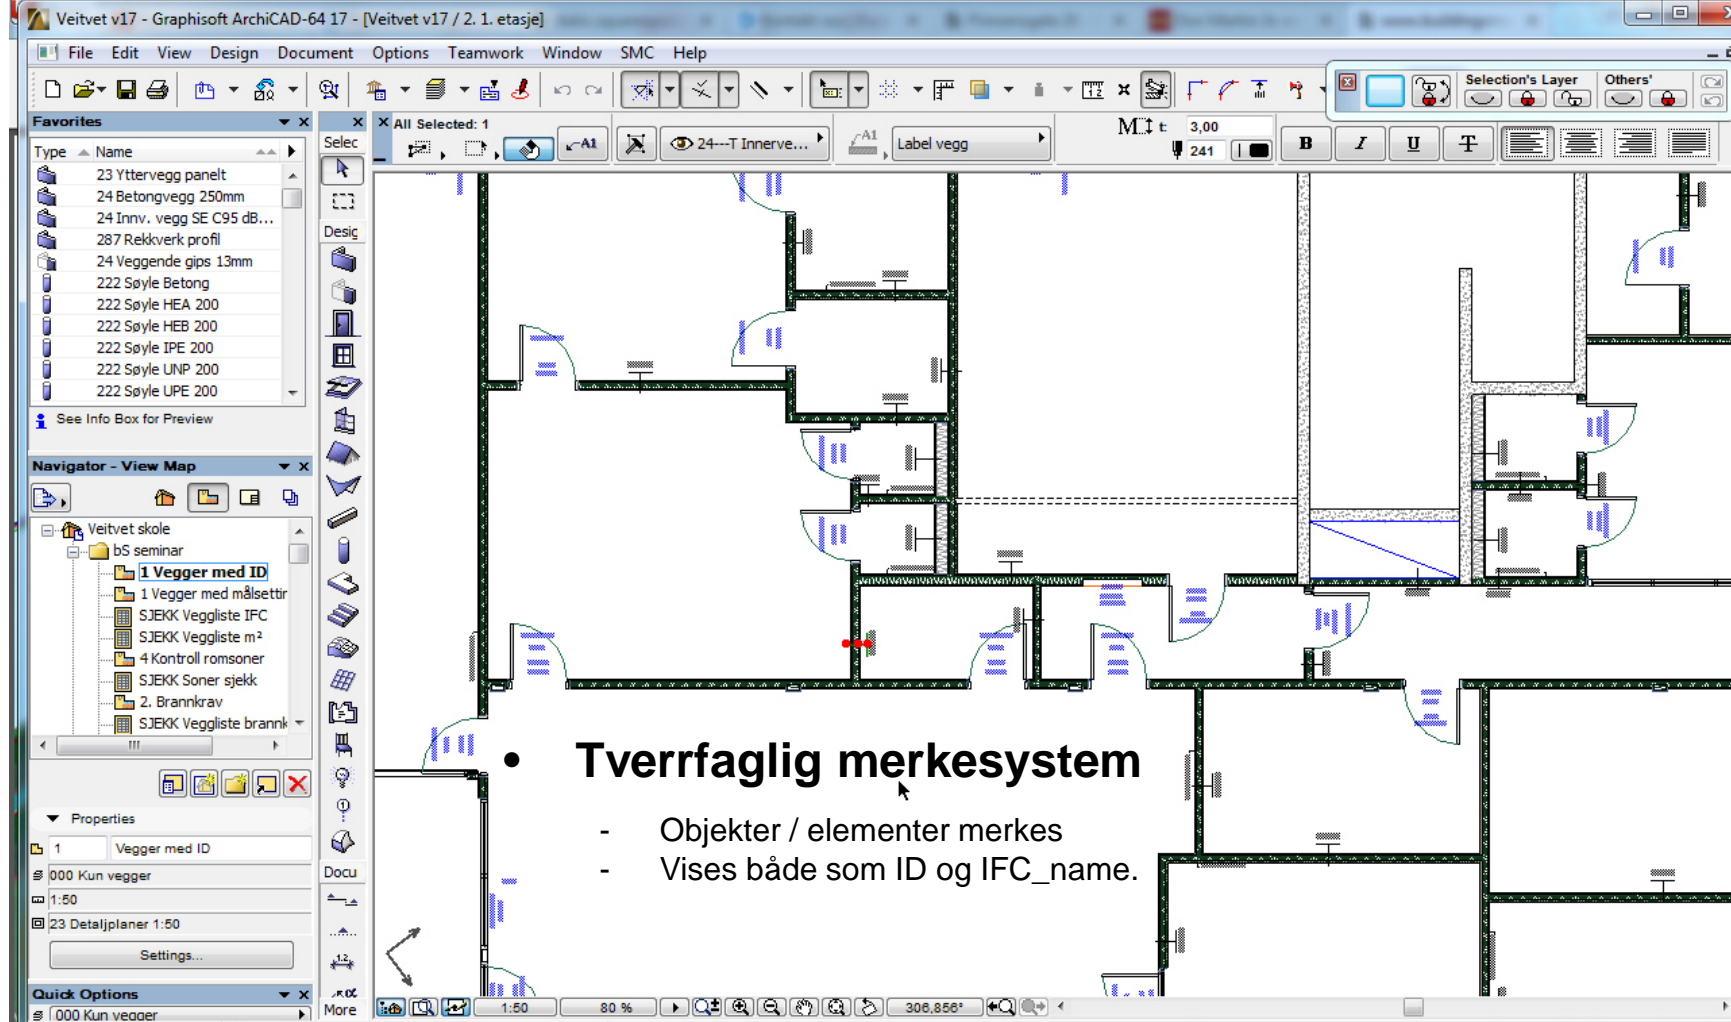 Veitvet v17 - Graphisoft ArchiCAD-64 17 - [Veitvet v17 / 2. 1. etasje]
File Edit View Design Document Options Teamwork Window SMC Help
Selection's Layer Others'
Favorites
Type Name
23 Yttervegg panelt
24 Betongvegg 250mm
24 Innv. vegg SE C95 dB...
287 Rekkverk profil
24 Veggende gips 13mm
222 Søyle Betong
222 Søyle HEA 200
222 Søyle HEB 200
222 Søyle IPE 200
222 Søyle UNP 200
222 Søyle UPE 200
See Info Box for Preview
Selec
Desig
Docu
More
All Selected: 1
A1
24---T Innerve...
A1
Label vegg
M t: 3,00
241
B I U T
Navigator - View Map
Veitvet skole
bS seminar
1 Vegger med ID
1 Vegger med målsettir
SJEKK Veggliste IFC
SJEKK Veggliste m²
4 Kontroll romsoner
SJEKK Soner sjekk
2. Brannkrav
SJEKK Veggliste brannk
Properties
1 Vegger med ID
000 Kun vegger
1:50
23 Detaljplaner 1:50
Settings...
Quick Options
000 Kun vegger
• Tverrfaglig merkesystem
- Objekter / elementer merkes
- Vises både som ID og IFC_name.
1:50 80 % 306,856°